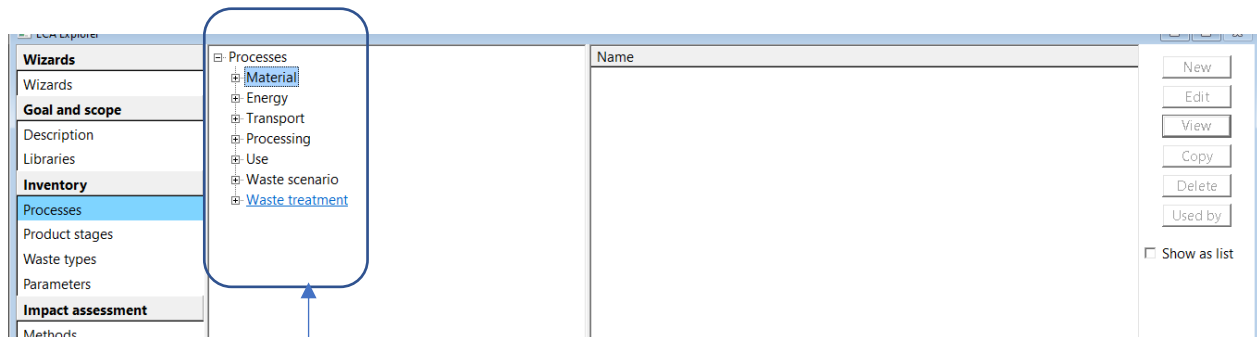 LCA Explorer
Wizards
Wizards
Goal and scope
Description
Libraries
Inventory
Processes
Product stages
Waste types
Parameters
Impact assessment
Methods
Processes
Material
Energy
Transport
Processing
Use
Waste scenario
Waste treatment
Name
New
Edit
View
Copy
Delete
Used by
Show as list